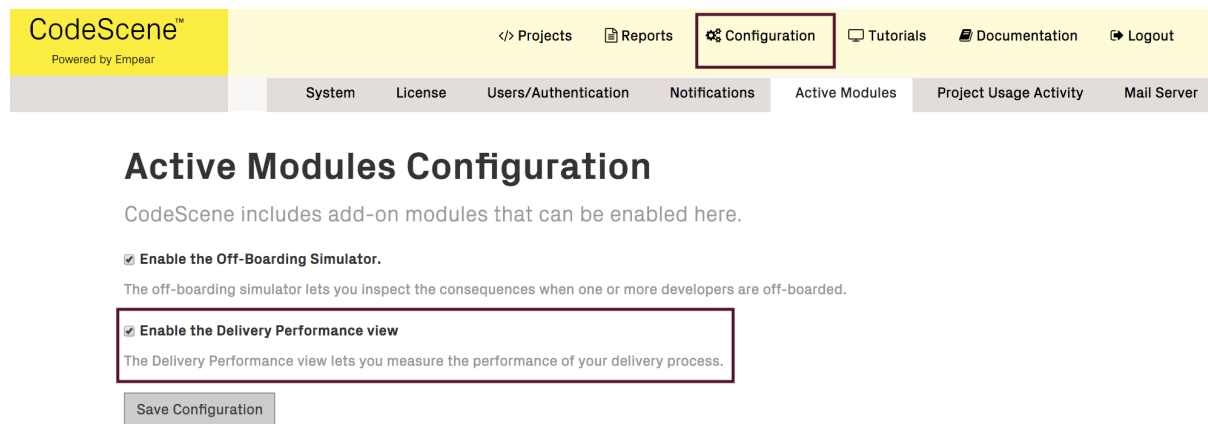 CodeScene™
Powered by Empear
</> Projects Reports Configuration Tutorials Documentation Logout
System License Users/Authentication Notifications Active Modules Project Usage Activity Mail Server
Active Modules Configuration
CodeScene includes add-on modules that can be enabled here.
Enable the Off-Boarding Simulator.
The off-boarding simulator lets you inspect the consequences when one or more developers are off-boarded.
Enable the Delivery Performance view
The Delivery Performance view lets you measure the performance of your delivery process.
Save Configuration